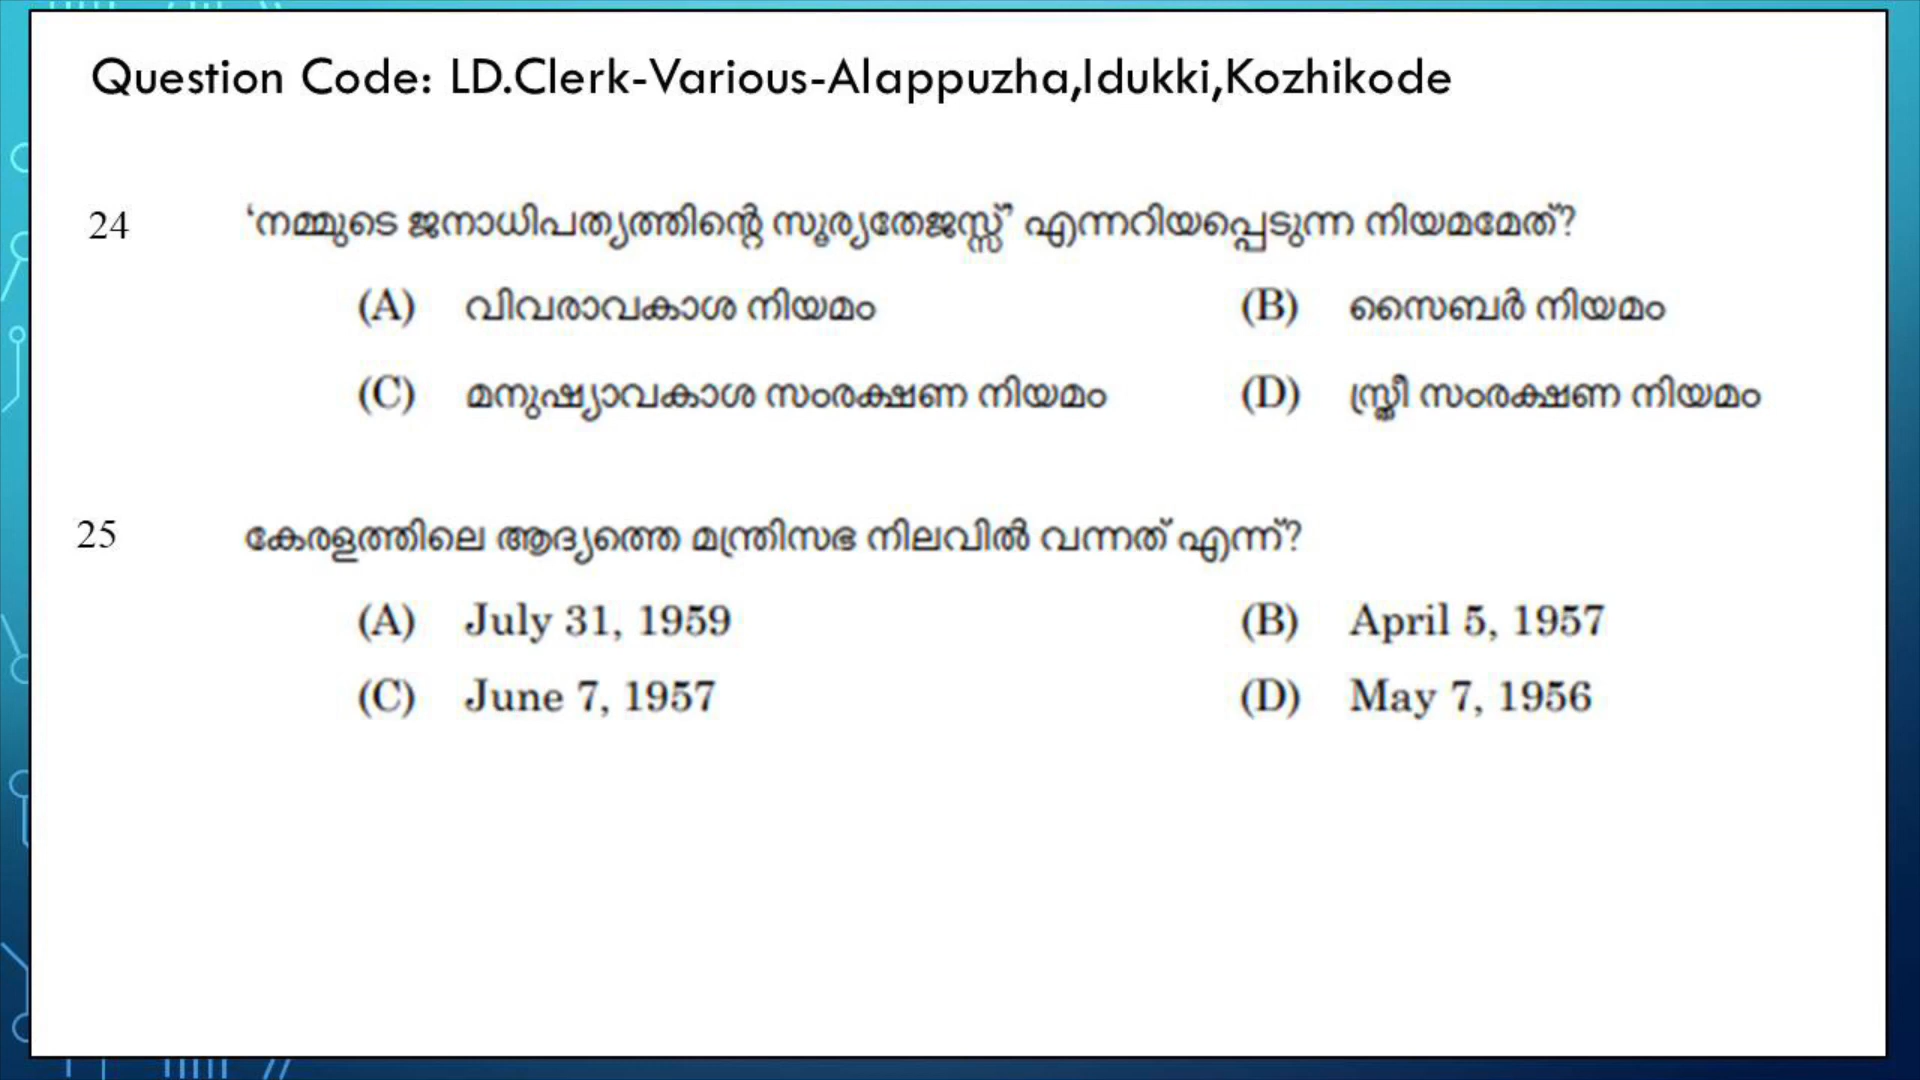 Question Code: LD.Clerk-Various-Alappuzha,Idukki,Kozhikode
24 ‘നമ്മുടെ ജനാധിപത്യത്തിന്റെ സൂര്യതേജസ്സ്’ എന്നറിയപ്പെടുന്ന നിയമമേത്?
(A) വിവരാവകാശ നിയമം (B) സൈബർ നിയമം
(C) മനുഷ്യാവകാശ സംരക്ഷണ നിയമം (D) സ്ത്രീ സംരക്ഷണ നിയമം
25 കേരളത്തിലെ ആദ്യത്തെ മന്ത്രിസഭ നിലവിൽ വന്നത് എന്ന്?
(A) July 31, 1959 (B) April 5, 1957
(C) June 7, 1957 (D) May 7, 1956